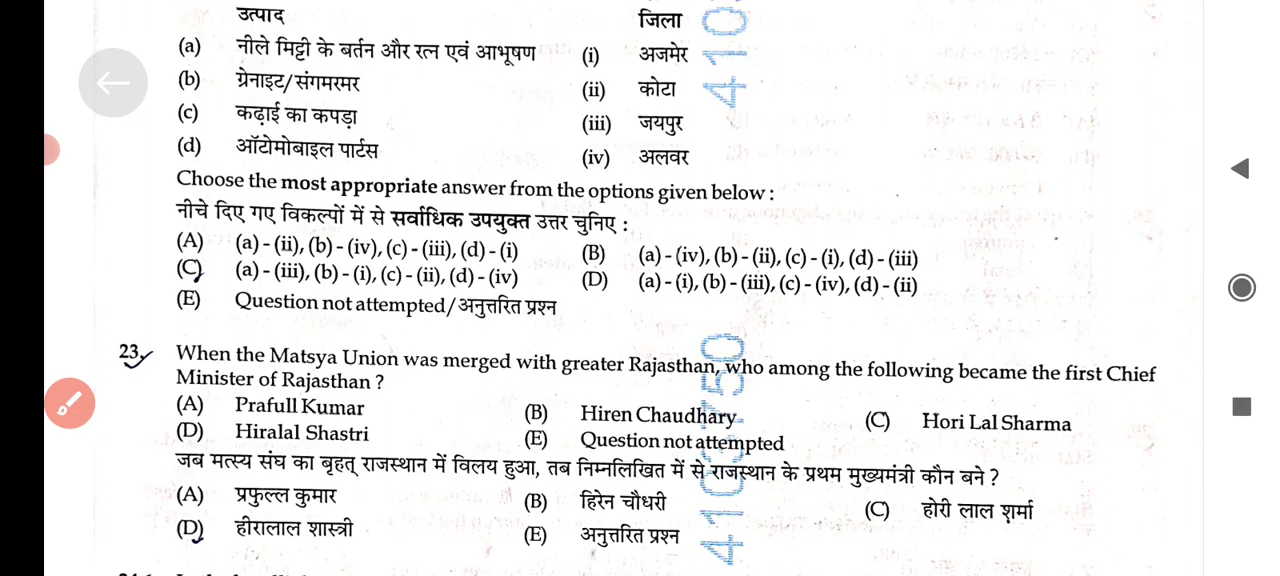 उत्पाद जिला
(a) नीले मिट्टी के बर्तन और रत्न एवं आभूषण (i) अजमेर
(b) ग्रेनाइट/संगमरमर (ii) कोटा
(c) कढ़ाई का कपड़ा (iii) जयपुर
(d) ऑटोमोबाइल पार्टस (iv) अलवर
Choose the most appropriate answer from the options given below :
नीचे दिए गए विकल्पों में से सर्वाधिक उपयुक्त उत्तर चुनिए :
(A) (a) - (ii), (b) - (iv), (c) - (iii), (d) - (i) (B) (a) - (iv), (b) - (ii), (c) - (i), (d) - (iii)
(C) (a) - (iii), (b) - (i), (c) - (ii), (d) - (iv) (D) (a) - (i), (b) - (iii), (c) - (iv), (d) - (ii)
(E) Question not attempted/अनुत्तरित प्रश्न
23. When the Matsya Union was merged with greater Rajasthan, who among the following became the first Chief
Minister of Rajasthan ?
(A) Prafull Kumar (B) Hiren Chaudhary (C) Hori Lal Sharma
(D) Hiralal Shastri (E) Question not attempted
जब मत्स्य संघ का बृहत् राजस्थान में विलय हुआ, तब निम्नलिखित में से राजस्थान के प्रथम मुख्यमंत्री कौन बने ?
(A) प्रफुल्ल कुमार (B) हिरेन चौधरी (C) होरी लाल शर्मा
(D) हीरालाल शास्त्री (E) अनुत्तरित प्रश्न
4103750
410